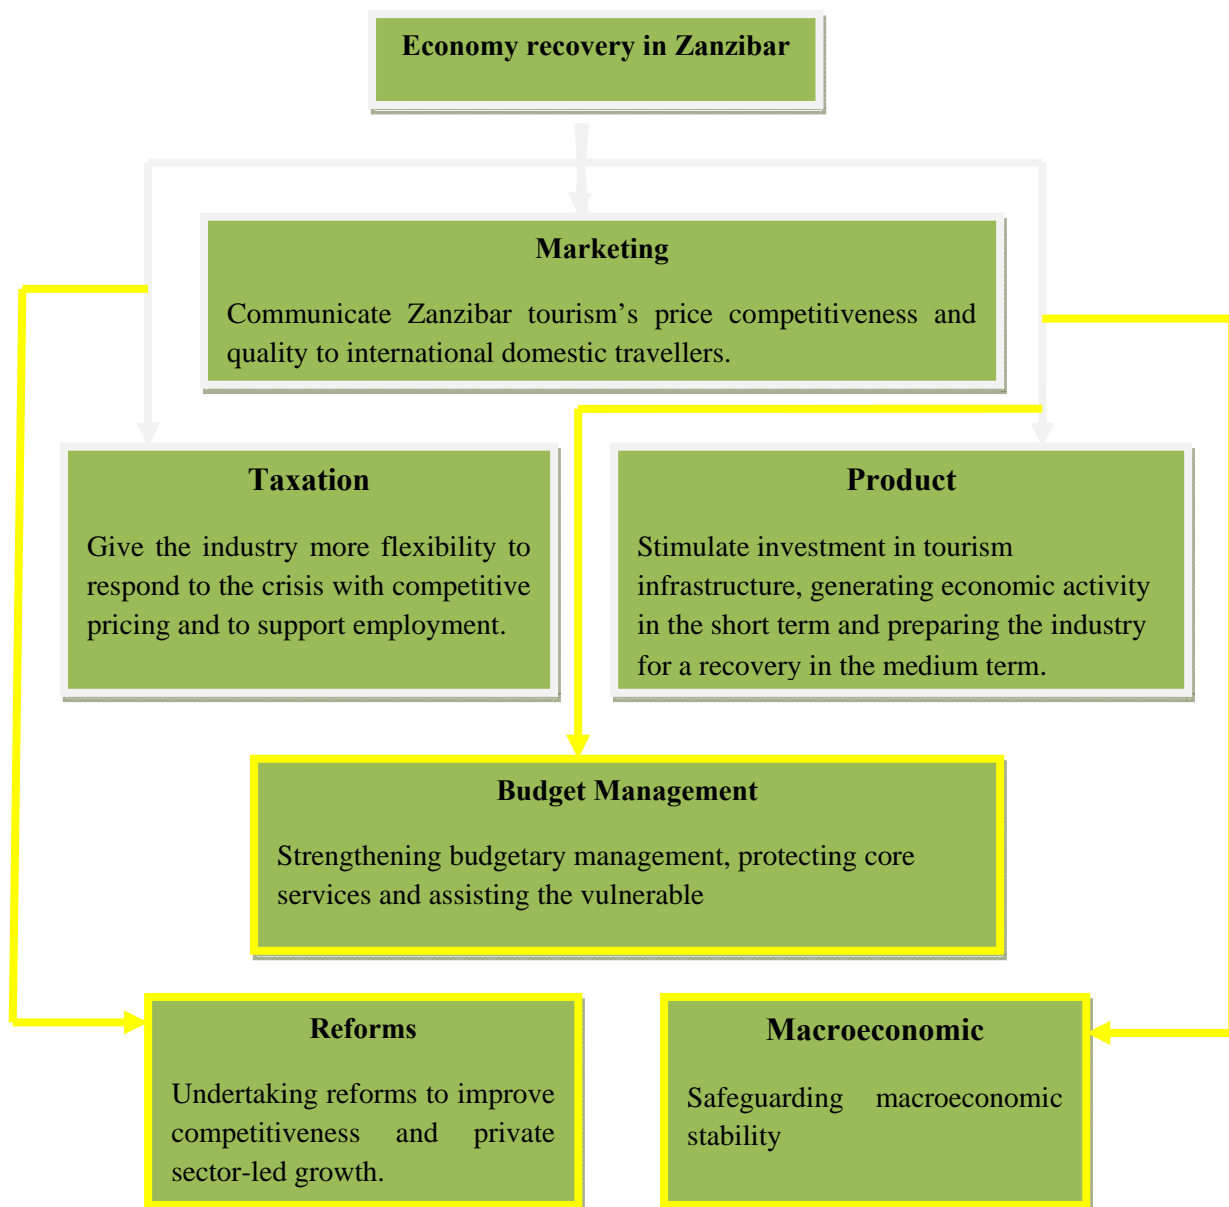 Economy recovery in Zanzibar
Marketing
Communicate Zanzibar tourism’s price competitiveness and
quality to international domestic travellers.
Taxation
Give the industry more flexibility to
respond to the crisis with competitive
pricing and to support employment.
Product
Stimulate investment in tourism
infrastructure, generating economic activity
in the short term and preparing the industry
for a recovery in the medium term.
Budget Management
Strengthening budgetary management, protecting core
services and assisting the vulnerable
Reforms
Undertaking reforms to improve
competitiveness and private
sector-led growth.
Macroeconomic
Safeguarding macroeconomic
stability